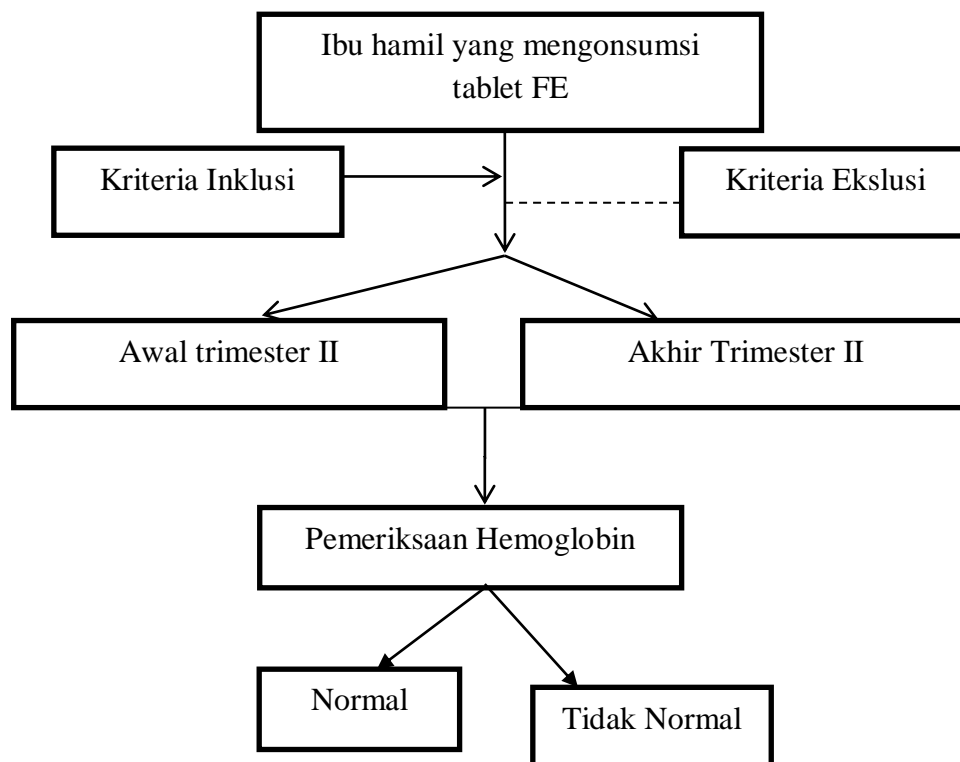 Ibu hamil yang mengonsumsi
tablet FE
Kriteria Inklusi
Kriteria Ekslusi
Awal trimester II
Akhir Trimester II
Pemeriksaan Hemoglobin
Normal
Tidak Normal